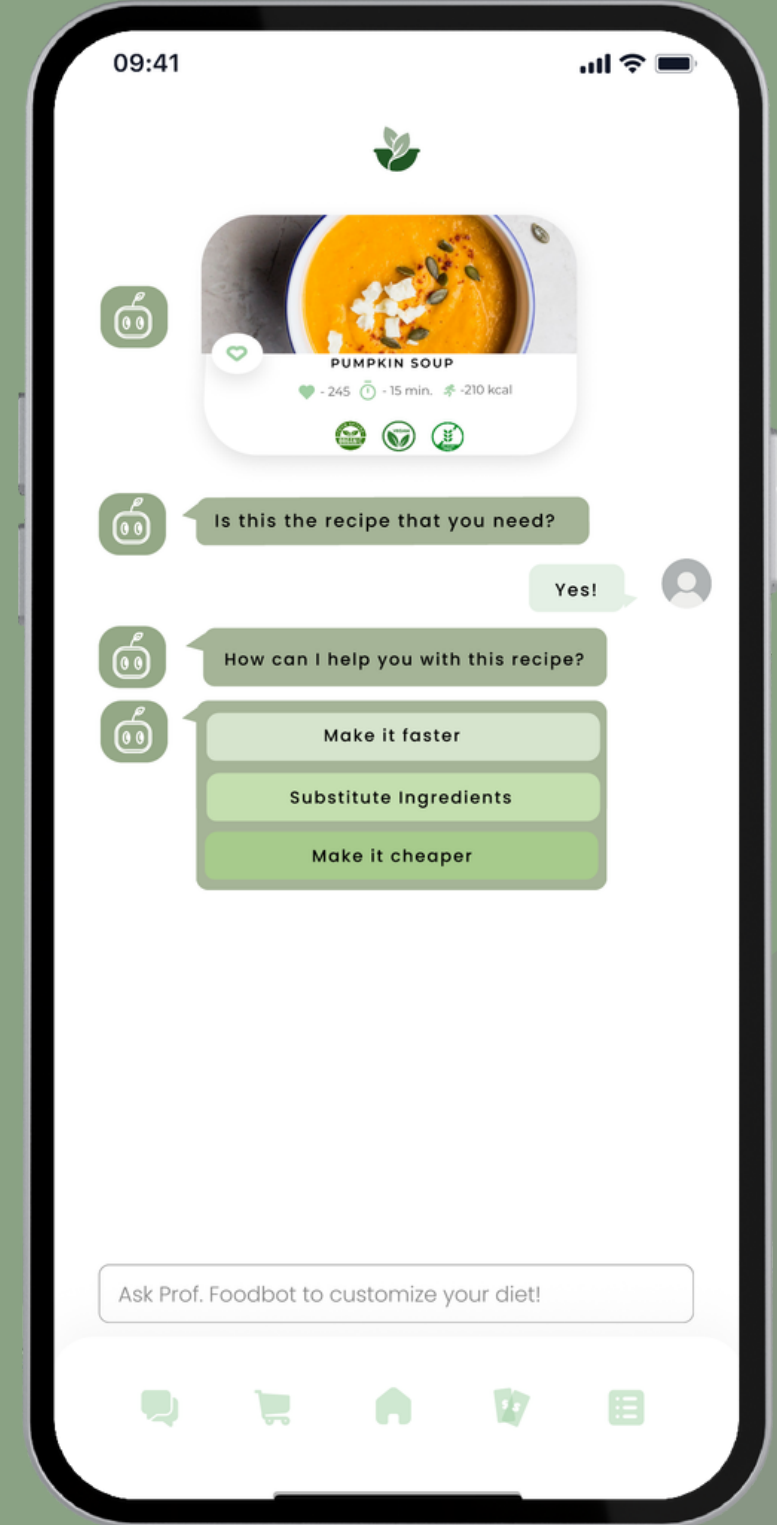 09:41
PUMPKIN SOUP
- 245 - 15 min. -210 kcal
Is this the recipe that you need?
Yes!
How can I help you with this recipe?
Make it faster
Substitute Ingredients
Make it cheaper
Ask Prof. Foodbot to customize your diet!
$ $